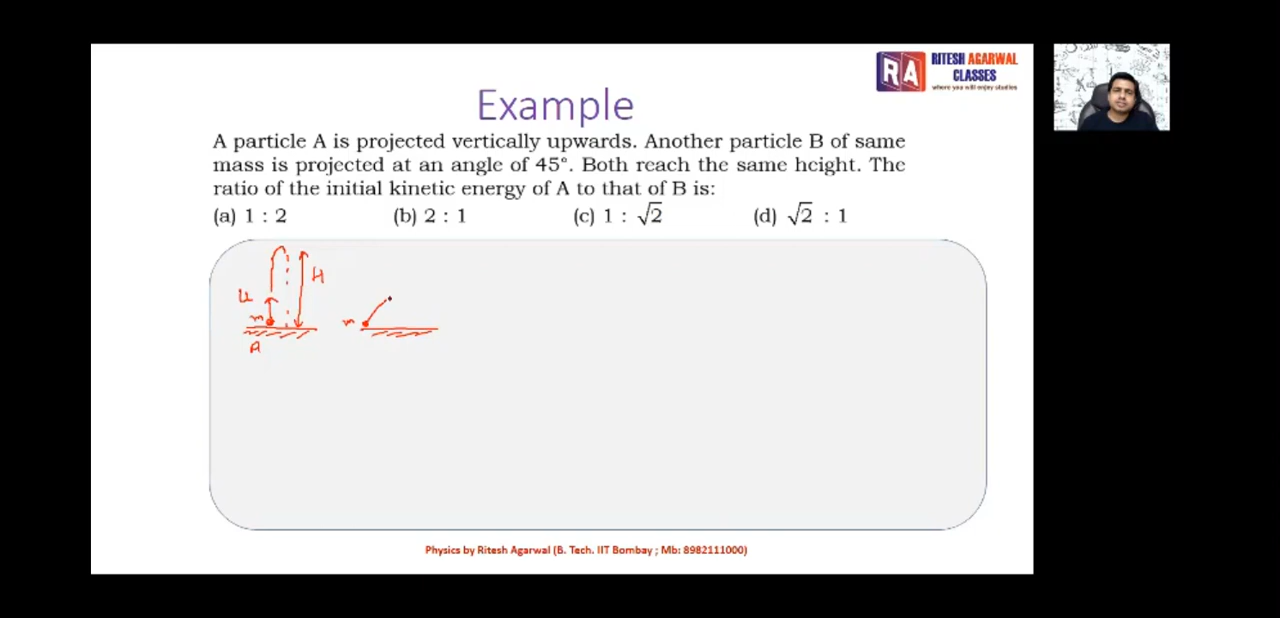 RITESH AGARWAL
CLASSES
where you will enjoy studies
RA
Example
A particle A is projected vertically upwards. Another particle B of same
mass is projected at an angle of 45°. Both reach the same height. The
ratio of the initial kinetic energy of A to that of B is:
(a) 1 : 2 (b) 2 : 1 (c) 1 : √2 (d) √2 : 1
H
u
m m
A
Physics by Ritesh Agarwal (B. Tech. IIT Bombay ; Mb: 8982111000)